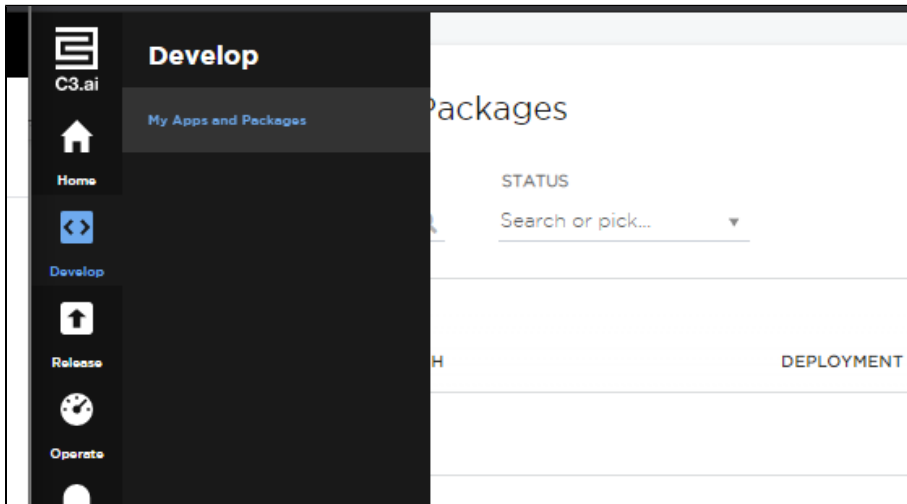 C3.ai
Home
Develop
Release
Operate
Develop
My Apps and Packages
Packages
STATUS
Search or pick...
DEPLOYMENT